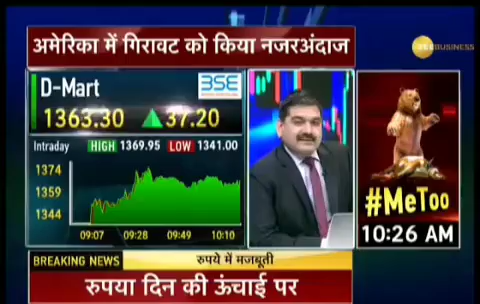 अमेरिका में गिरावट को किया नजरअंदाज
ZEE BUSINESS
D-Mart
BSE
1363.30 37.20
Intraday HIGH 1369.95 LOW 1341.00
1374
1359
1344
09:07 09:28 09:49 10:10
#MeToo
10:26 AM
BREAKING NEWS
रुपये में मजबूती
रुपया दिन की ऊंचाई पर